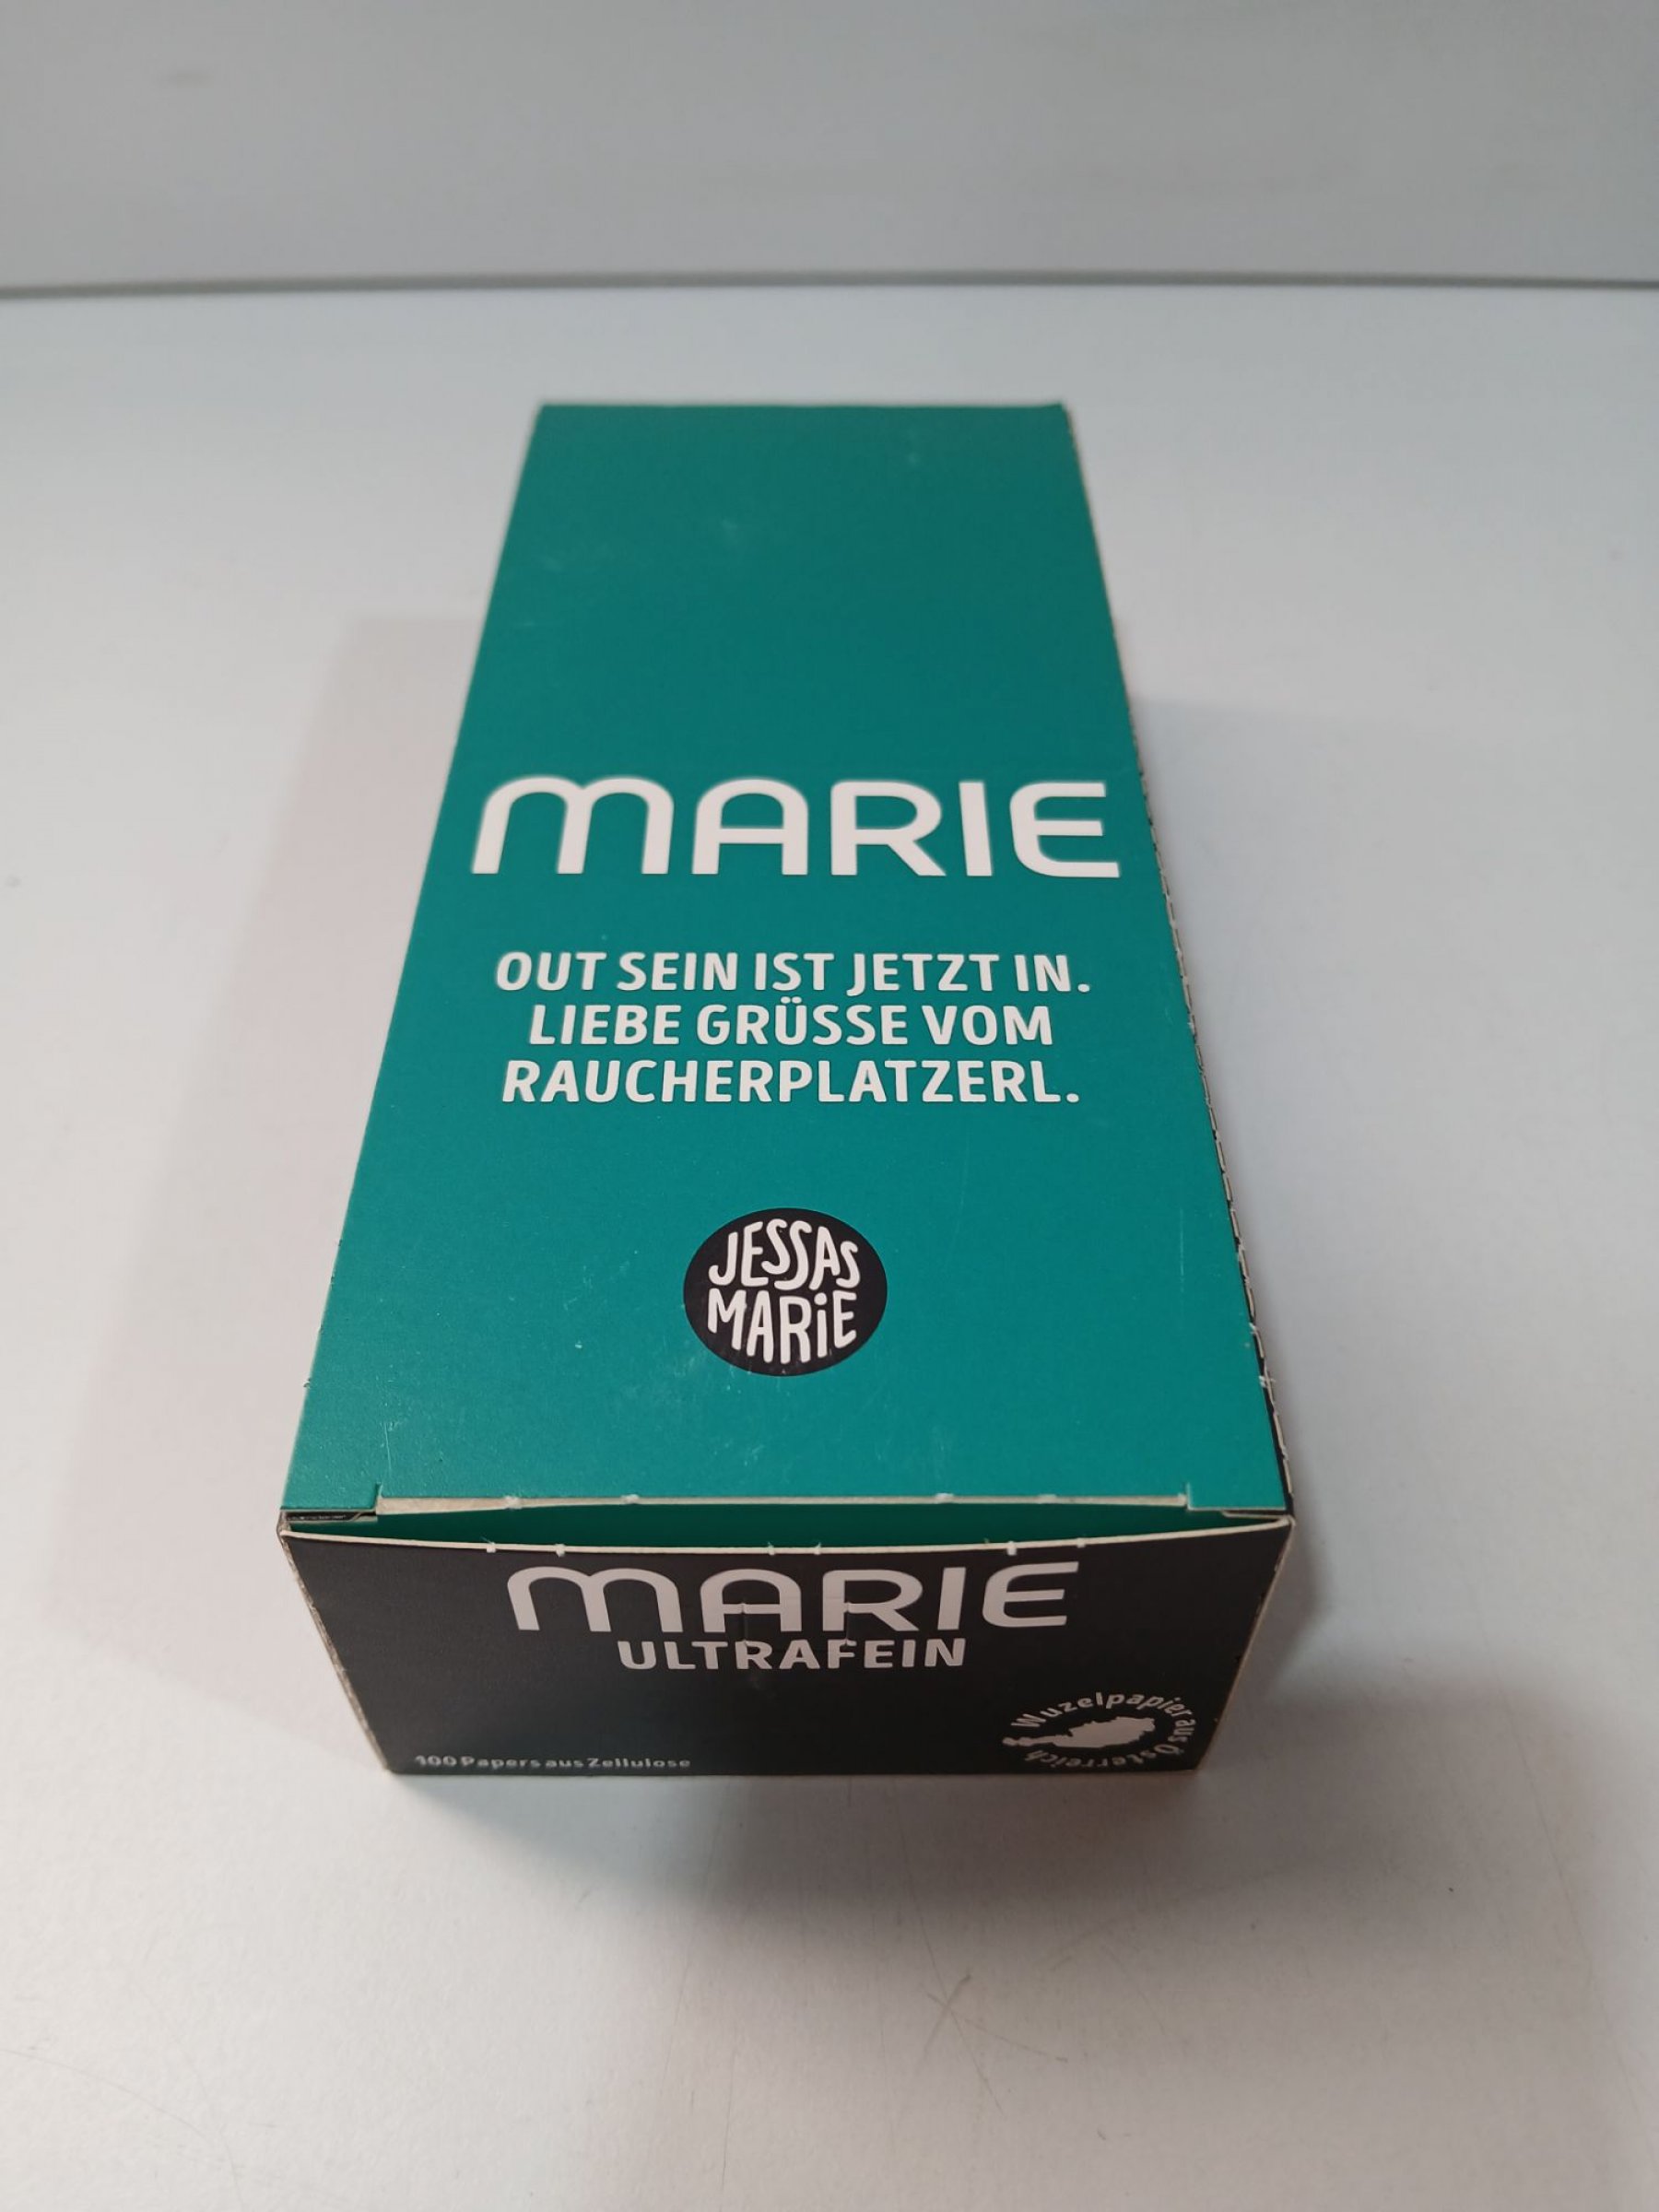 MARIE
OUT SEIN IST JETZT IN.
LIEBE GRÜSSE VOM
RAUCHERPLATZERL.
JESSAS
MARiE
MARIE
ULTRAFEIN
Wuzelpapier aus Österreich
100 Papers aus Zellulose